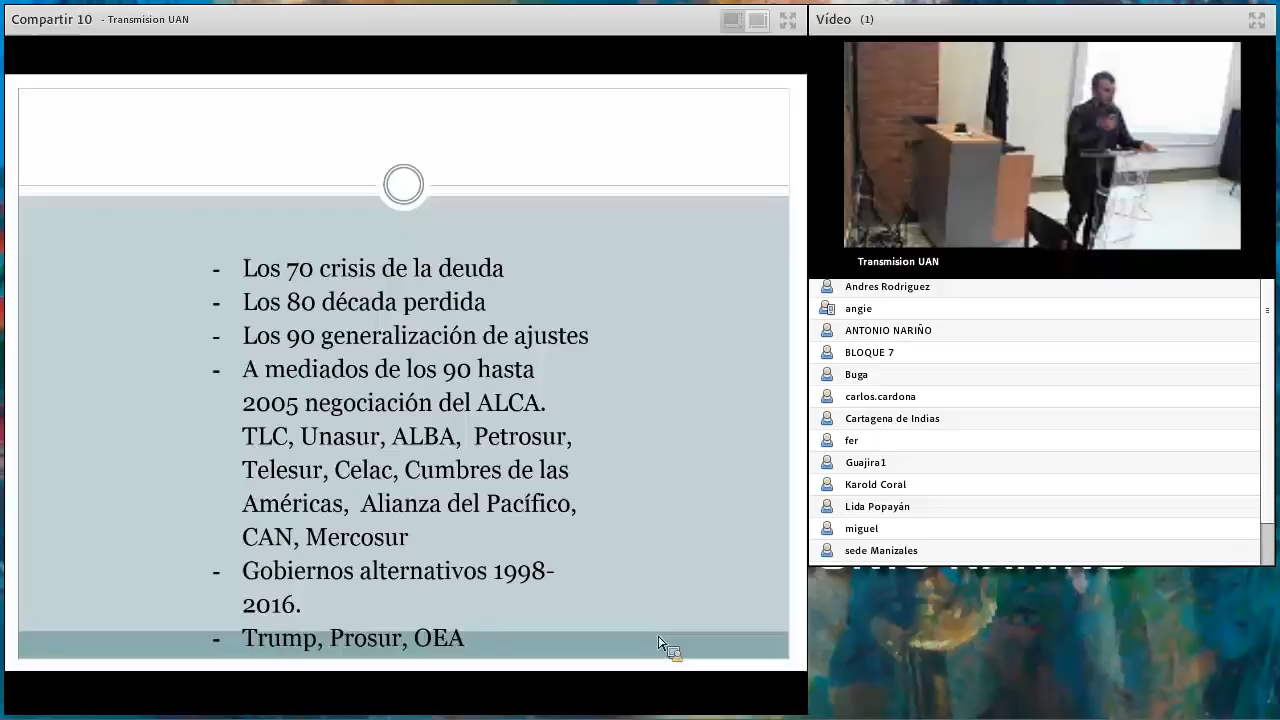 Compartir 10 - Transmision UAN
- Los 70 crisis de la deuda
- Los 80 década perdida
- Los 90 generalización de ajustes
- A mediados de los 90 hasta
2005 negociación del ALCA.
TLC, Unasur, ALBA, Petrosur,
Telesur, Celac, Cumbres de las
Américas, Alianza del Pacífico,
CAN, Mercosur
- Gobiernos alternativos 1998-
2016.
- Trump, Prosur, OEA
Vídeo (1)
Transmision UAN
Andres Rodriguez
angie
ANTONIO NARIÑO
BLOQUE 7
Buga
carlos.cardona
Cartagena de Indias
fer
Guajira1
Karold Coral
Lida Popayán
miguel
sede Manizales